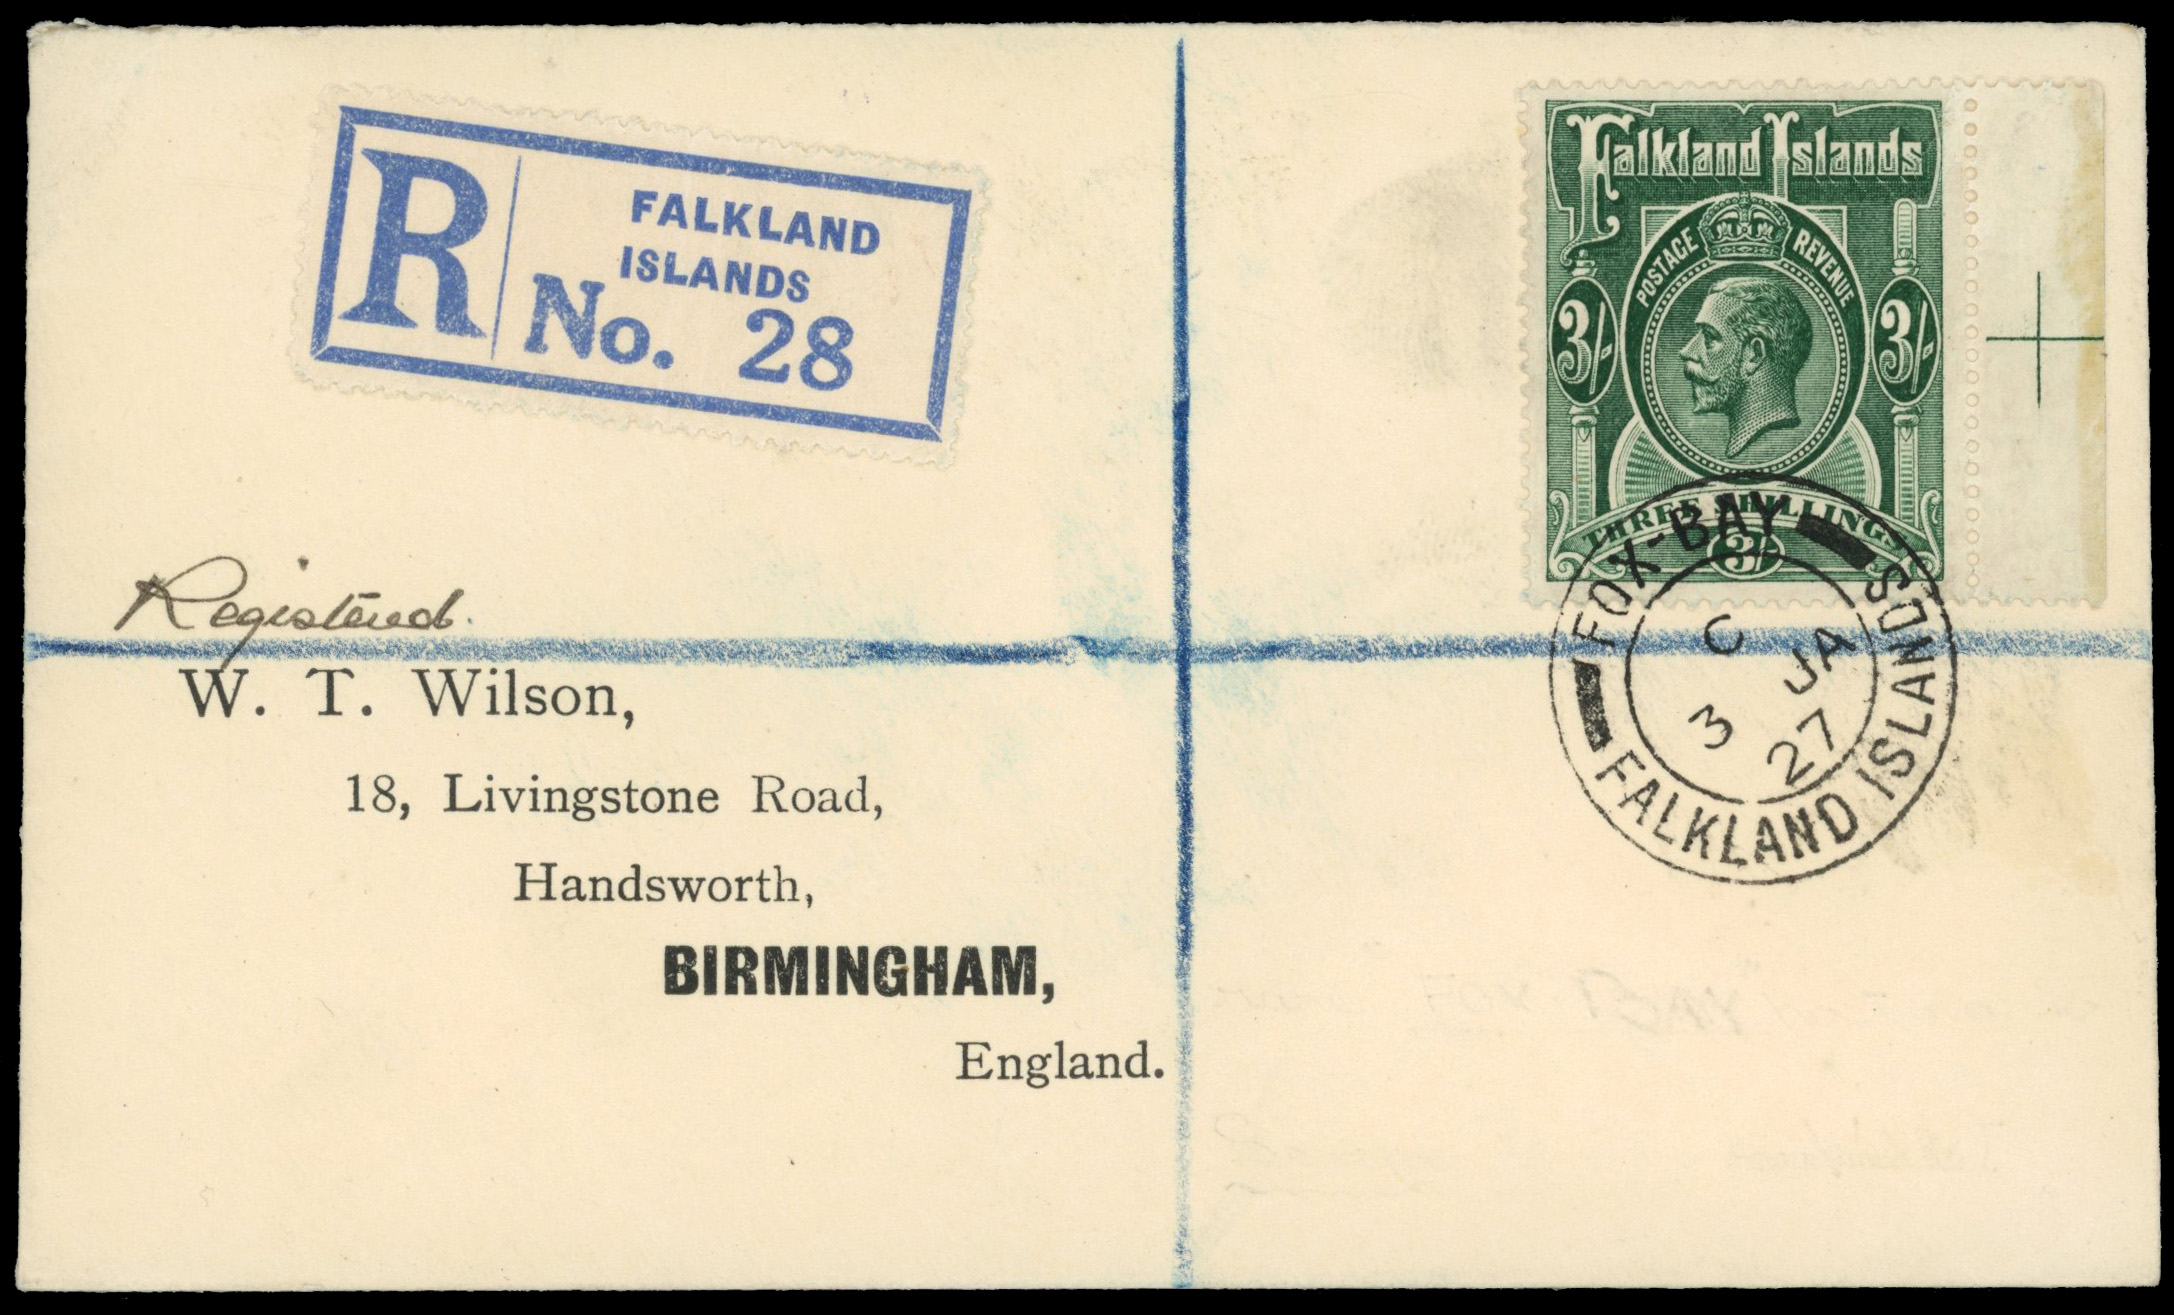 R
FALKLAND
ISLANDS
No. 28
Falkland Islands
POSTAGE REVENUE
3/- 3/-
THREE SHILLINGS
3/-
FOX-BAY
C
JA
3 27
FALKLAND ISLANDS
Registered.
W. T. Wilson,
18, Livingstone Road,
Handsworth,
BIRMINGHAM,
England.